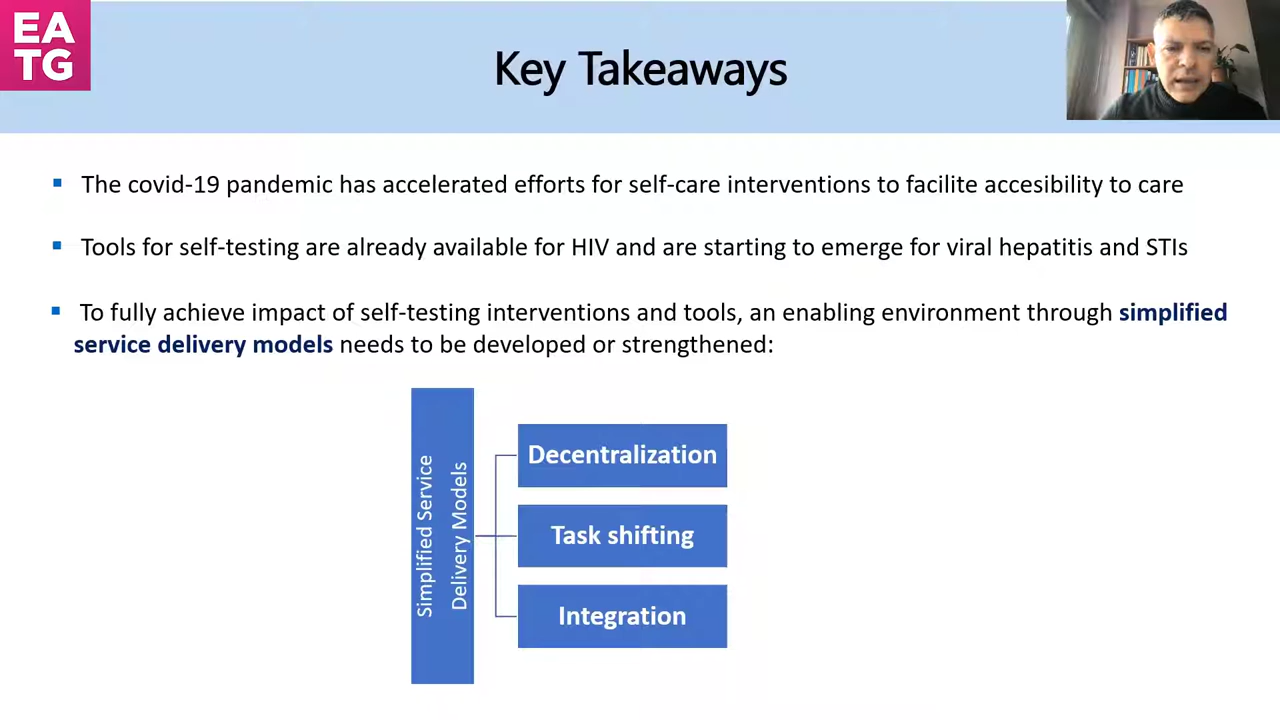 EA
TG
Key Takeaways
▪ The covid-19 pandemic has accelerated efforts for self-care interventions to facilite accesibility to care
▪ Tools for self-testing are already available for HIV and are starting to emerge for viral hepatitis and STIs
▪ To fully achieve impact of self-testing interventions and tools, an enabling environment through simplified
service delivery models needs to be developed or strengthened:
Simplified Service
Delivery Models
Decentralization
Task shifting
Integration